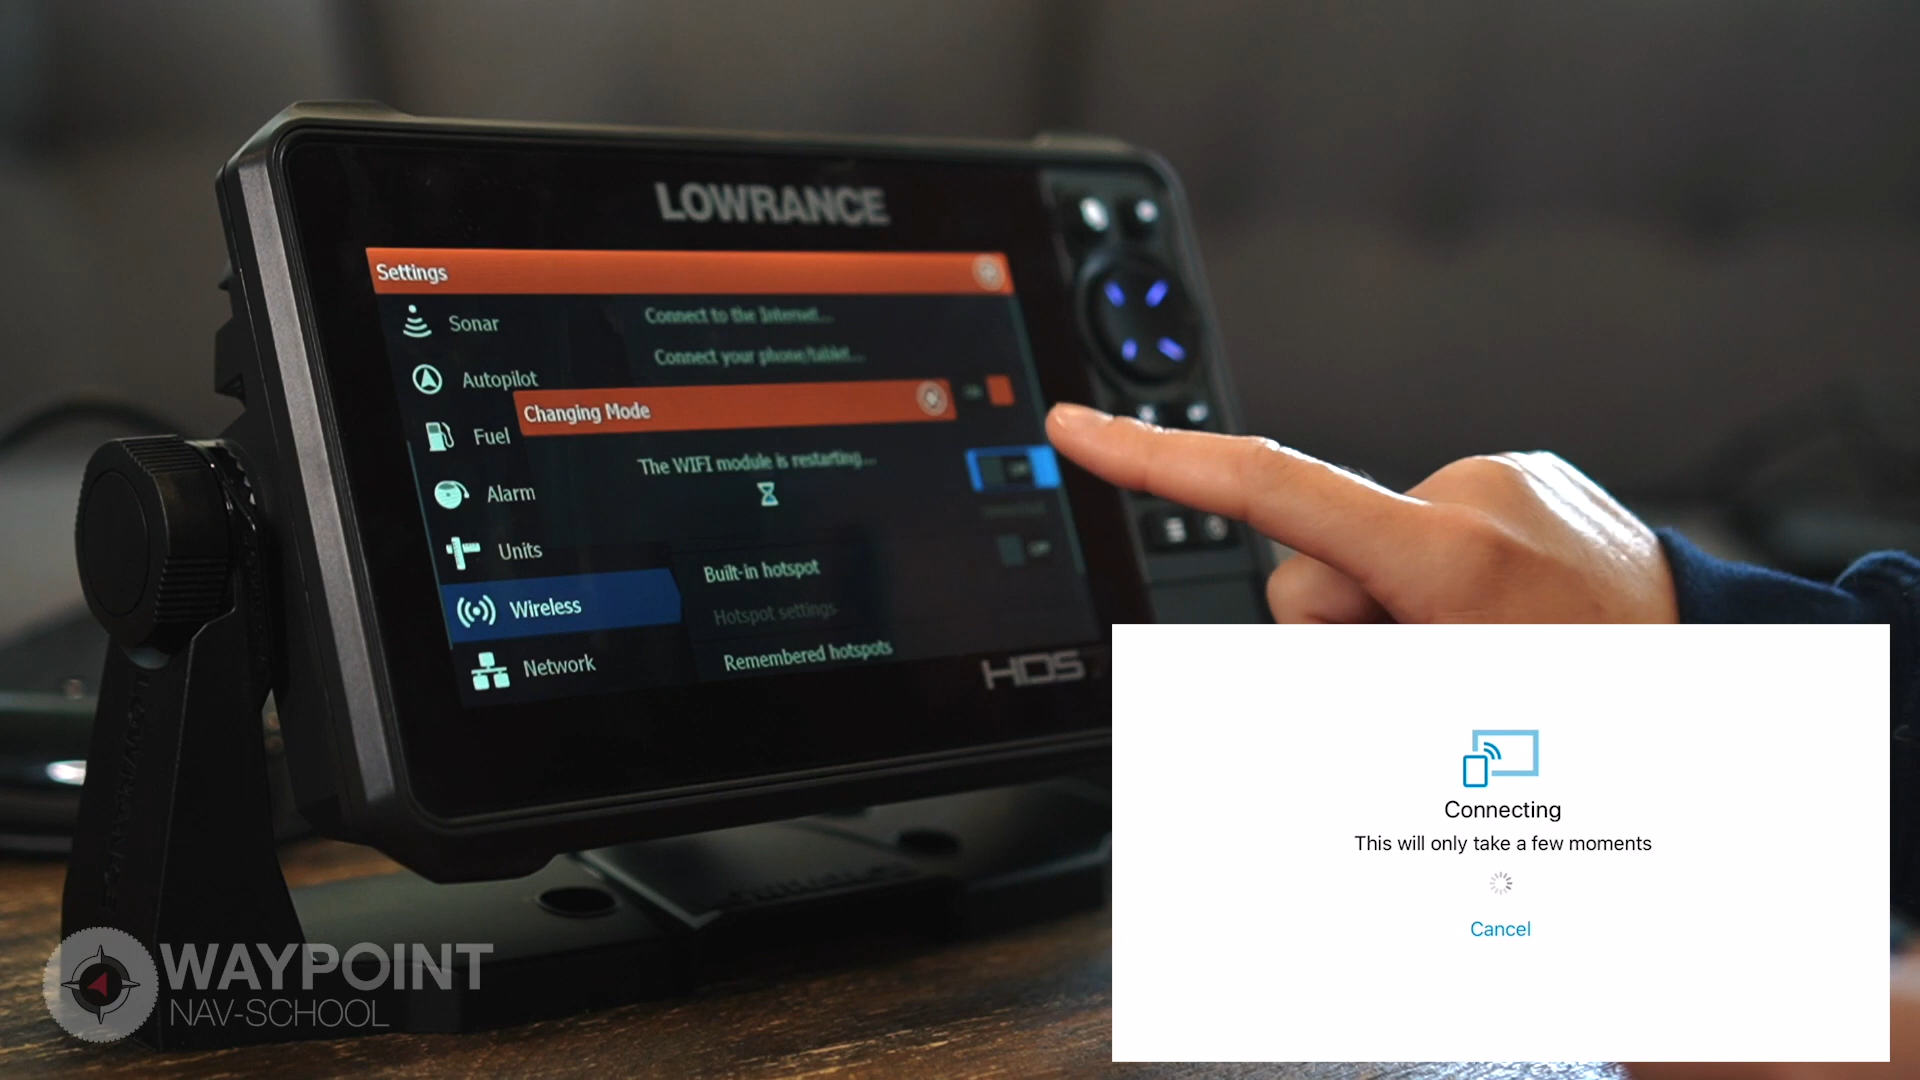 LOWRANCE
Settings
Sonar
Connect to the Internet...
Autopilot
Connect your phone/tablet...
Changing Mode
Fuel
The WIFI module is restarting...
Alarm
Units
Built-in hotspot
Wireless
Hotspot settings
Network
Remembered hotspots
HDS 7
Connecting
This will only take a few moments
Cancel
WAYPOINT
NAV-SCHOOL